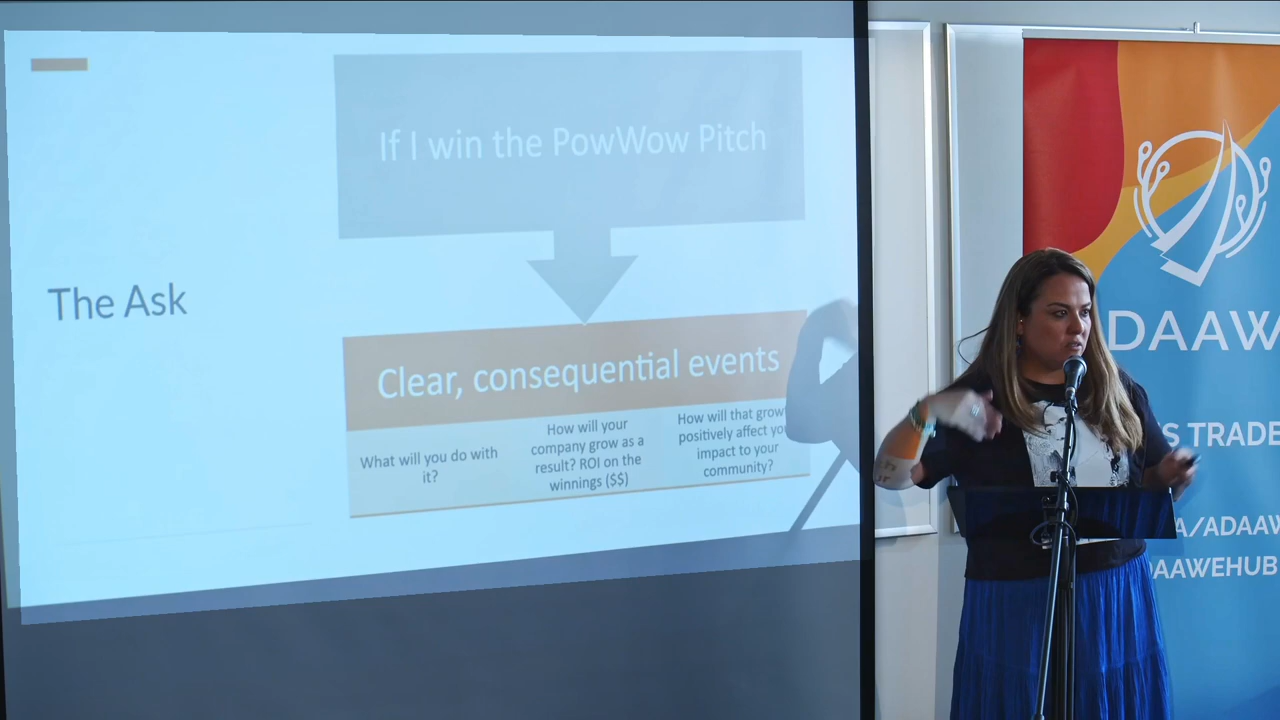 If I win the PowWow Pitch
The Ask
Clear, consequential events
What will you do with
it?
How will your
company grow as a
result? ROI on the
winnings ($$)
How will that grow
positively affect
impact to your
community?
DAAW
S TRADE
A/ADAAW
DAAWEHUB